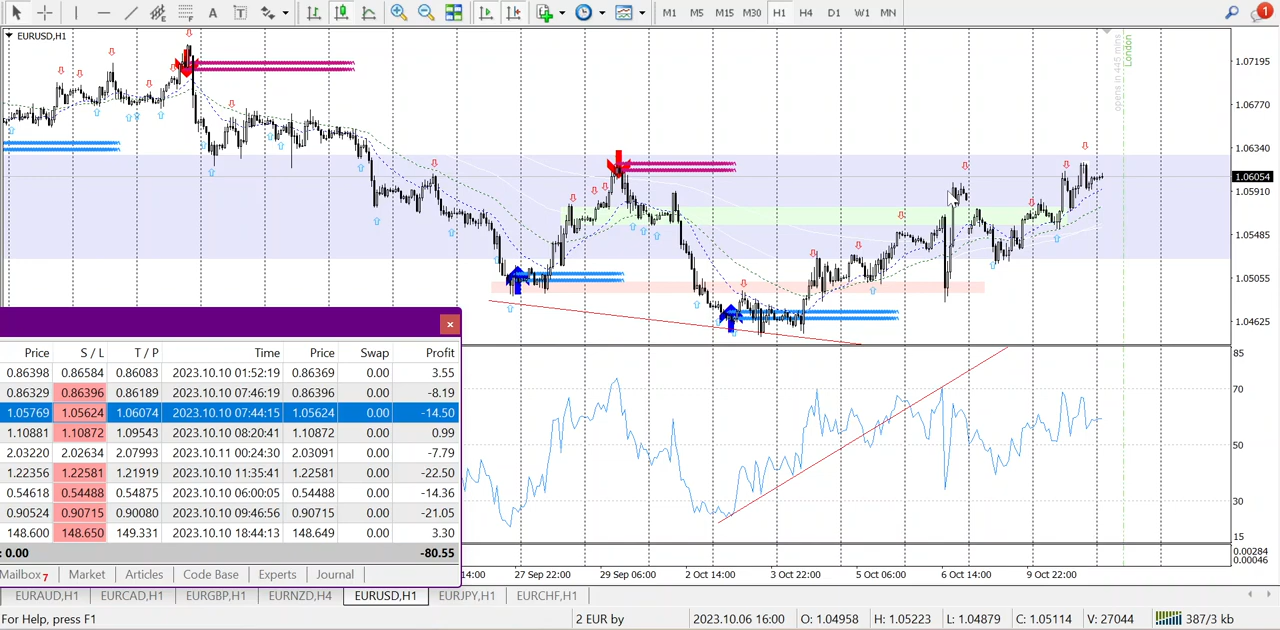 A T M1 M5 M15 M30 H1 H4 D1 W1 MN 1
EURUSD,H1
opens in 445 mins
London
1.07195
1.06770
1.06340
1.06054
1.05910
1.05485
1.05055
1.04625
85
70
50
30
15
0.00284
0.00046
×
Price S / L T / P Time Price Swap Profit
0.86398 0.86584 0.86083 2023.10.10 01:52:19 0.86369 0.00 3.55
0.86329 0.86396 0.86189 2023.10.10 07:46:19 0.86396 0.00 -8.19
1.05769 1.05624 1.06074 2023.10.10 07:44:15 1.05624 0.00 -14.50
1.10881 1.10872 1.09543 2023.10.10 08:20:41 1.10872 0.00 0.99
2.03220 2.02634 2.07993 2023.10.11 00:24:30 2.03091 0.00 -7.79
1.22356 1.22581 1.21919 2023.10.10 11:35:41 1.22581 0.00 -22.50
0.54618 0.54488 0.54875 2023.10.10 06:00:05 0.54488 0.00 -14.36
0.90524 0.90715 0.90080 2023.10.10 09:46:56 0.90715 0.00 -21.05
148.600 148.650 149.331 2023.10.10 18:44:13 148.649 0.00 3.30
: 0.00 -80.55
Mailbox 7 Market Articles Code Base Experts Journal
14:00 27 Sep 22:00 29 Sep 06:00 2 Oct 14:00 3 Oct 22:00 5 Oct 06:00 6 Oct 14:00 9 Oct 22:00
EURAUD,H1 EURCAD,H1 EURGBP,H1 EURNZD,H4 EURUSD,H1 EURJPY,H1 EURCHF,H1
For Help, press F1 2 EUR by 2023.10.06 16:00 O: 1.04958 H: 1.05223 L: 1.04879 C: 1.05114 V: 27044 387/3 kb